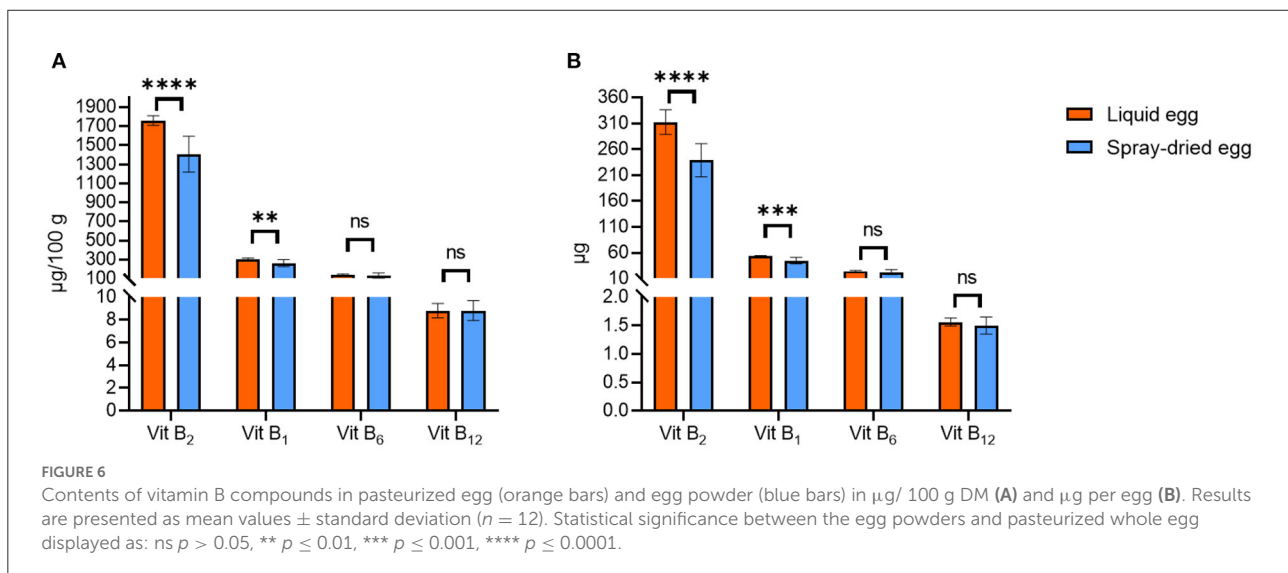 A
µg/100 g
1900
1700
1500
1300
1100
900
700
500
300
100
10
8
6
4
2
0
****
**
ns
ns
Vit B₂ Vit B₁ Vit B₆ Vit B₁₂
B
µg
360
310
260
210
160
110
60
10
2.0
1.5
1.0
0.5
0.0
****
***
ns
ns
Vit B₂ Vit B₁ Vit B₆ Vit B₁₂
Liquid egg
Spray-dried egg
FIGURE 6
Contents of vitamin B compounds in pasteurized egg (orange bars) and egg powder (blue bars) in µg/ 100 g DM (A) and µg per egg (B). Results
are presented as mean values ± standard deviation (n = 12). Statistical significance between the egg powders and pasteurized whole egg
displayed as: ns p > 0.05, ** p ≤ 0.01, *** p ≤ 0.001, **** p ≤ 0.0001.